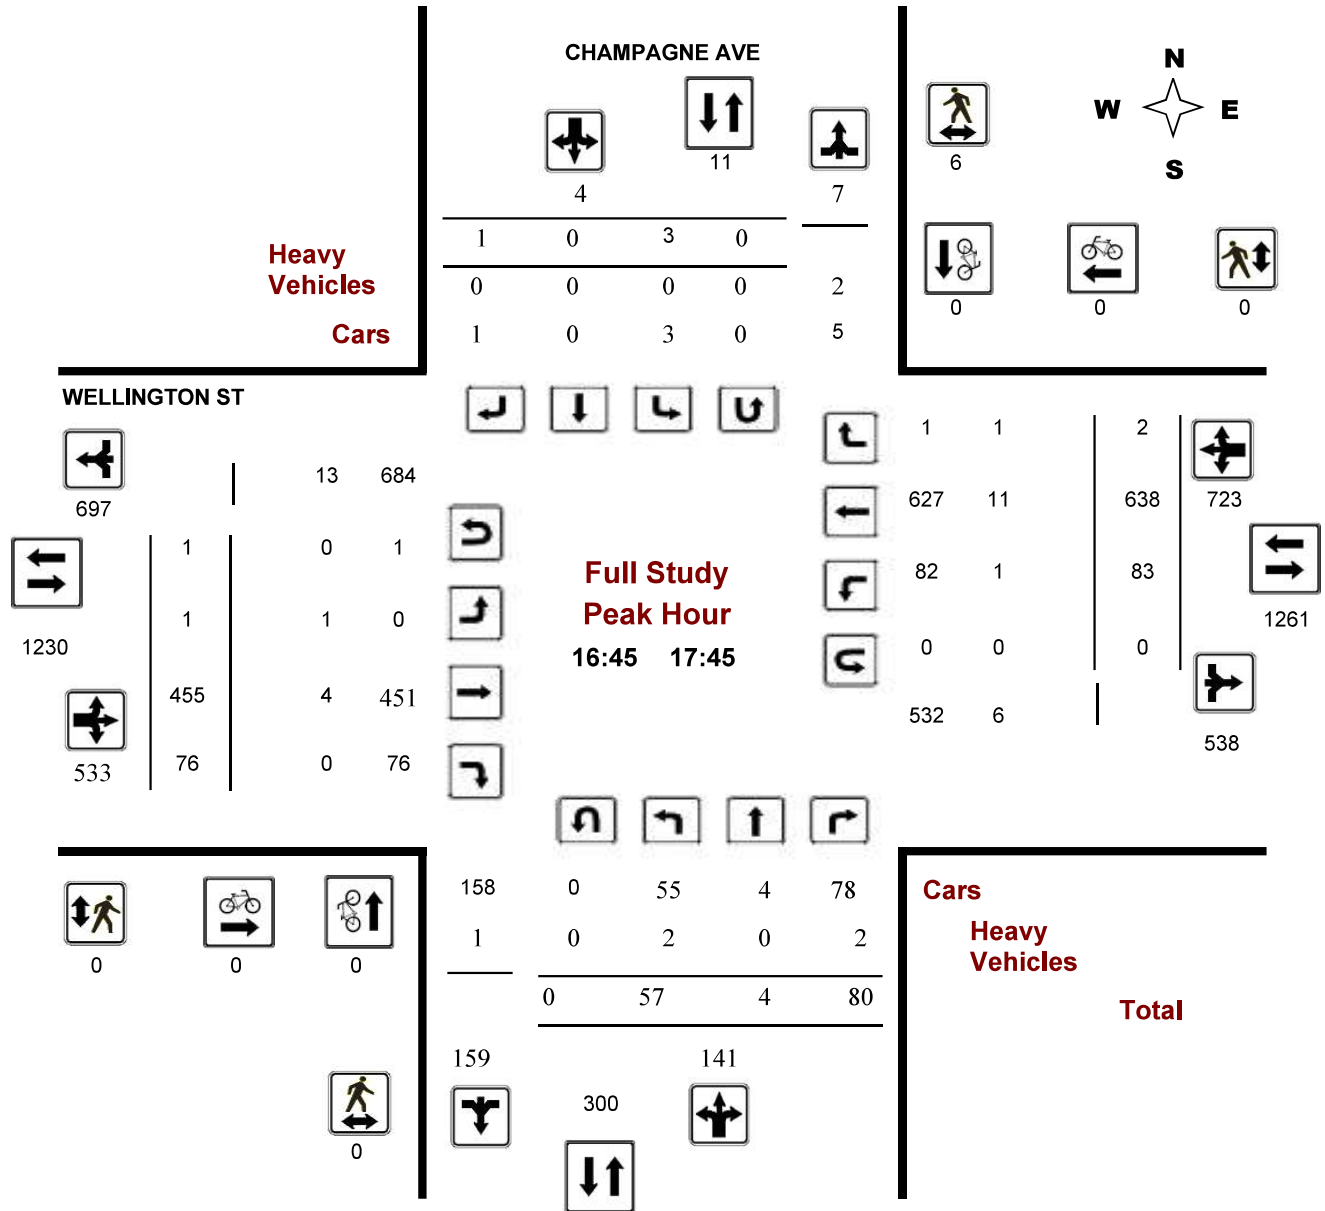 CHAMPAGNE AVE
N
W E
S
11
6
4 7
1 0 3 0
Heavy
Vehicles
0 0 0 0 2
Cars
1 0 3 0 5
0 0 0
WELLINGTON ST
1 1 2
13 684
697
627 11 638 723
1 0 1
82 1 83
Full Study
Peak Hour
16:45 17:45
1 1 0
1230
1261
0 0 0
455 4 451
532 6
538
533 76 0 76
158 0 55 4 78
Cars
1 0 2 0 2
Heavy
Vehicles
0 0 0
0 57 4 80
Total
159 141
300
0